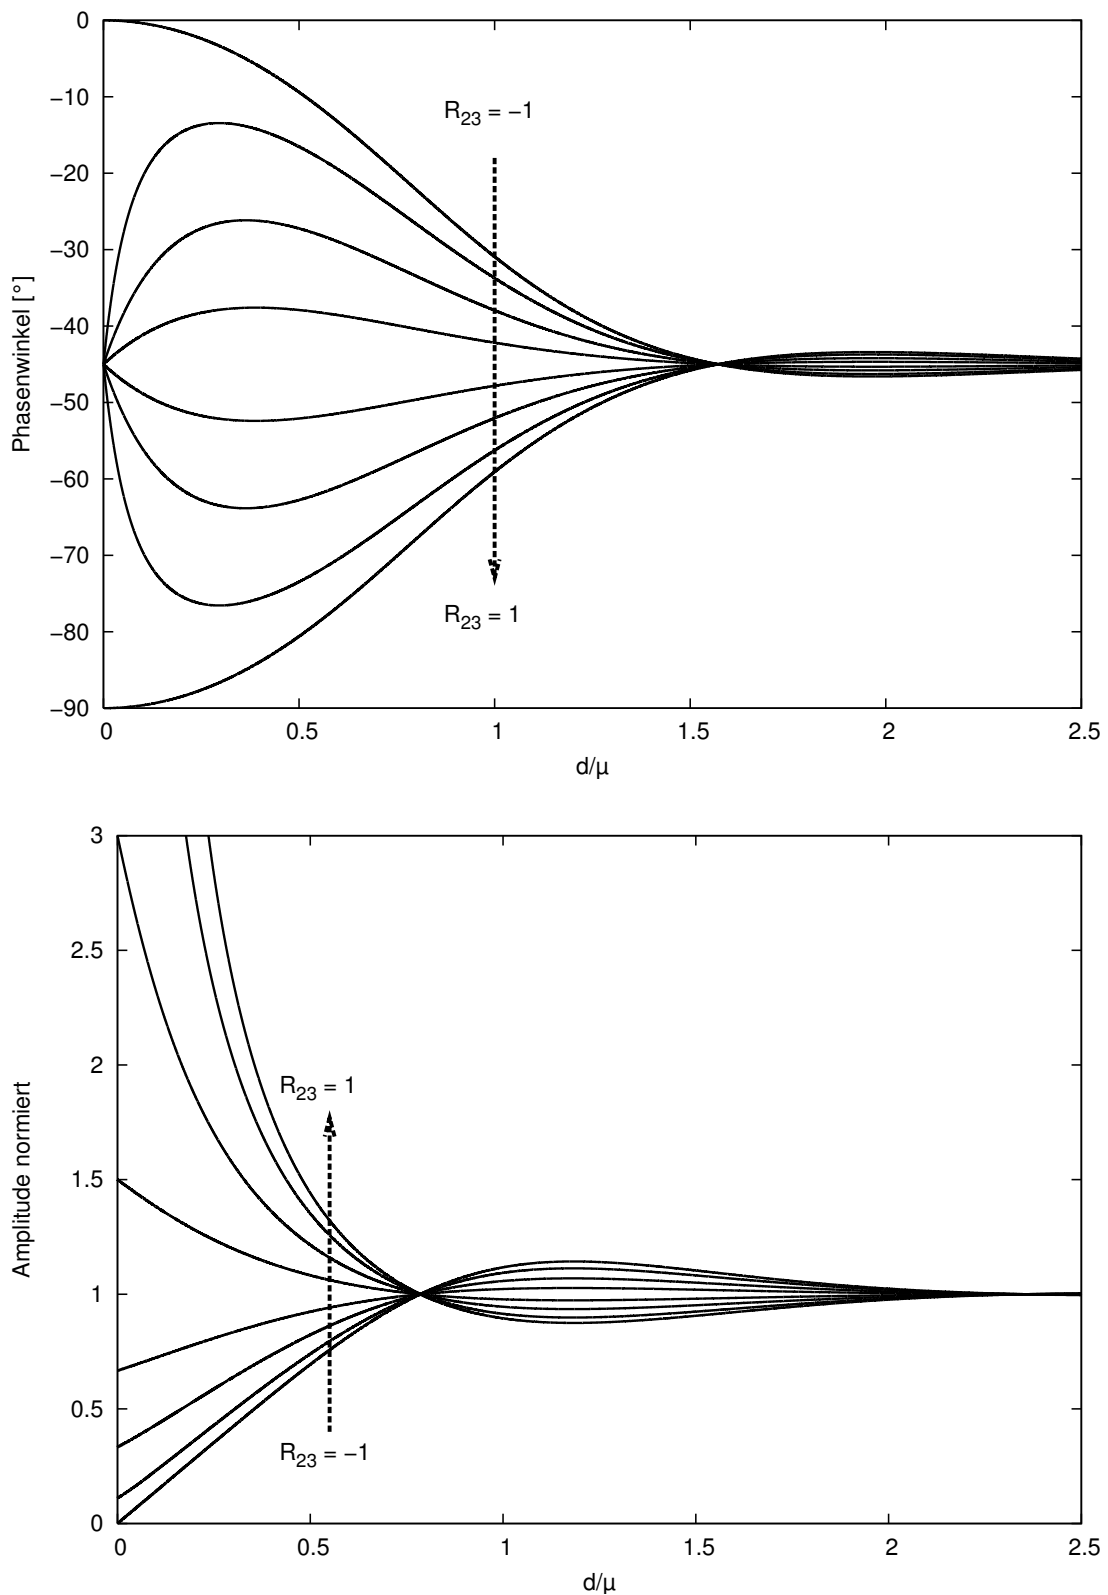 0
−10
−20
−30
−40
−50
−60
−70
−80
−90
Phasenwinkel [°]
R23 = −1
R23 = 1
0 0.5 1 1.5 2 2.5
d/µ
3
2.5
2
1.5
1
0.5
0
Amplitude normiert
R23 = 1
R23 = −1
0 0.5 1 1.5 2 2.5
d/µ